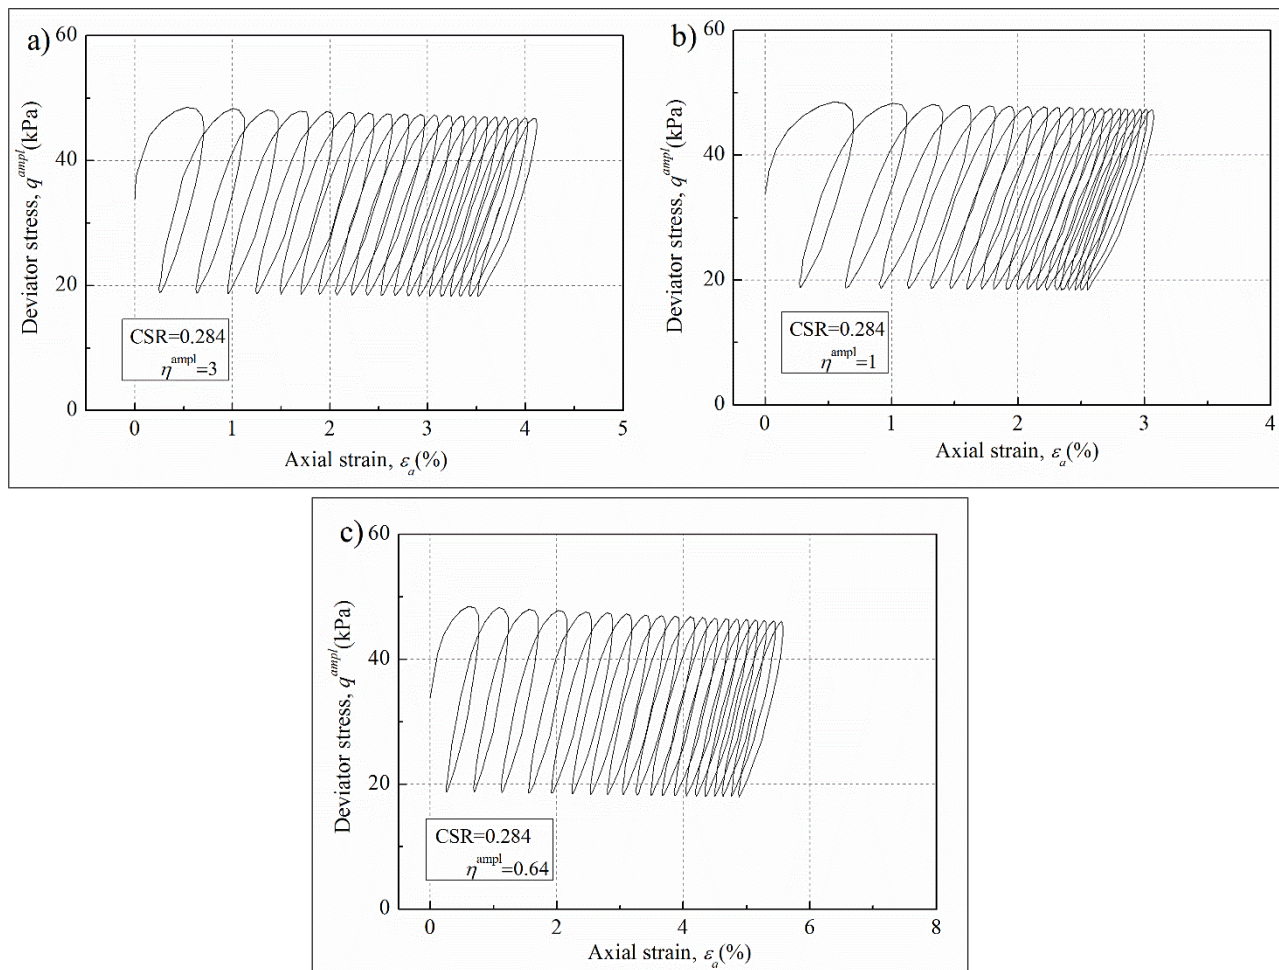 a)
60
40
20
0
Deviator stress, q^ampl(kPa)
CSR=0.284
η^ampl=3
0 1 2 3 4 5
Axial strain, ε_a(%)
b)
60
40
20
0
Deviator stress, q^ampl(kPa)
CSR=0.284
η^ampl=1
0 1 2 3 4
Axial strain, ε_a(%)
c)
60
40
20
0
Deviator stress, q^ampl(kPa)
CSR=0.284
η^ampl=0.64
0 2 4 6 8
Axial strain, ε_a(%)